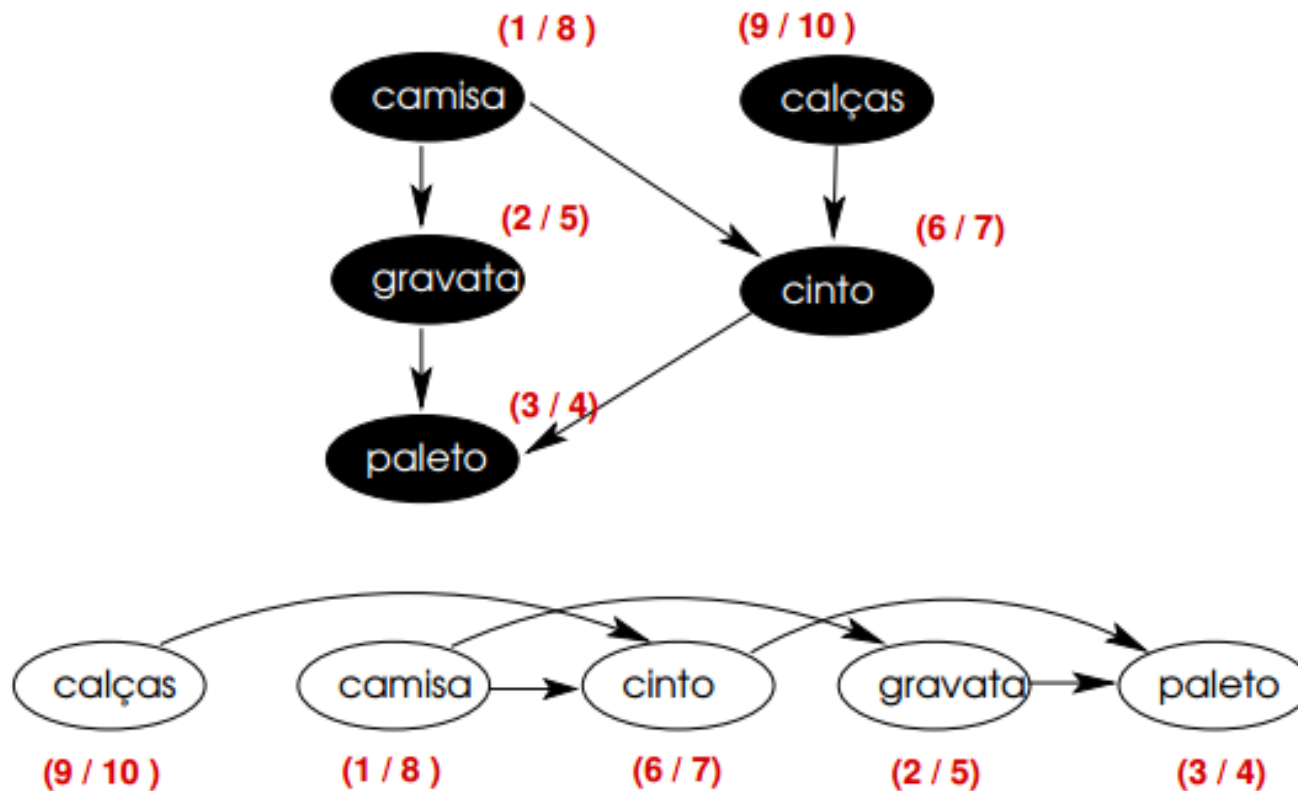 (1 / 8 ) (9 / 10 )
camisa calças
(2 / 5) (6 / 7)
gravata cinto
(3 / 4)
paleto
calças camisa cinto gravata paleto
(9 / 10 ) (1 / 8 ) (6 / 7) (2 / 5) (3 / 4)